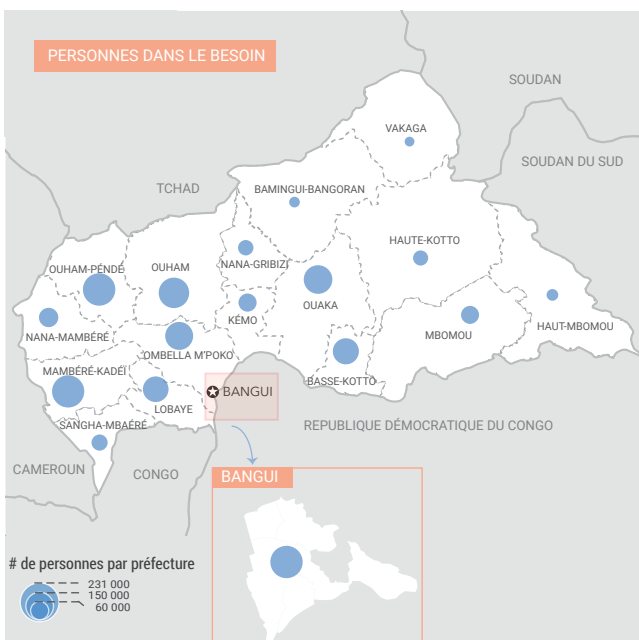 PERSONNES DANS LE BESOIN
SOUDAN
VAKAGA
SOUDAN DU SUD
TCHAD
BAMINGUI-BANGORAN
HAUTE-KOTTO
OUHAM-PÉNDÉ
OUHAM
NANA-GRIBIZI
OUAKA
KÉMO
NANA-MAMBÉRÉ
HAUT-MBOMOU
MBOMOU
OMBELLA M'POKO
MAMBÉRÉ-KADÉÏ
BASSE-KOTTO
BANGUI
LOBAYE
SANGHA-MBAÉRÉ
REPUBLIQUE DÉMOCRATIQUE DU CONGO
CAMEROUN
CONGO
BANGUI
# de personnes par préfecture
231 000
150 000
60 000